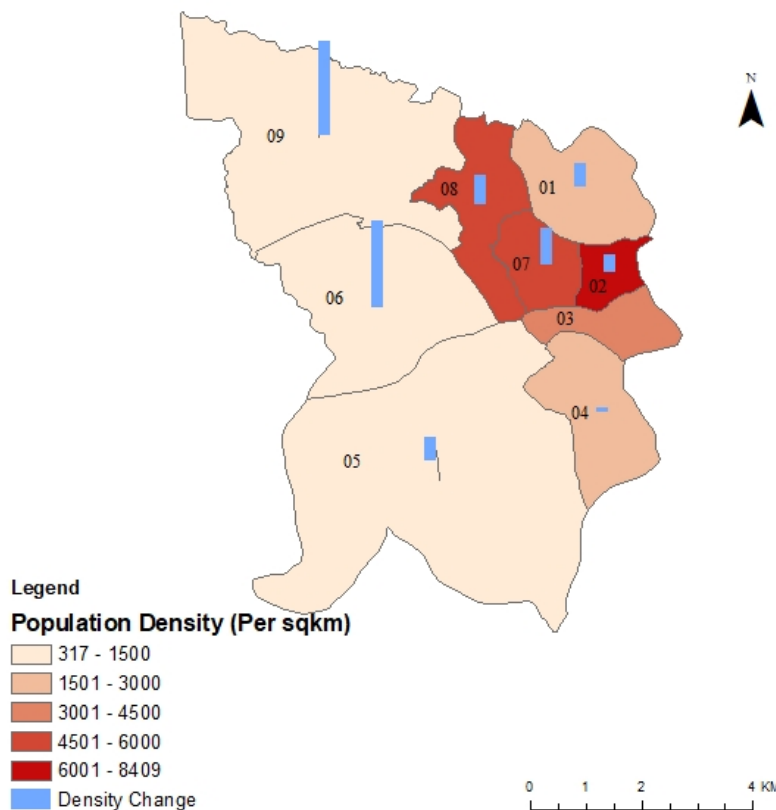 N
09
08
01
07
02
06
03
04
05
Legend
Population Density (Per sqkm)
317 - 1500
1501 - 3000
3001 - 4500
4501 - 6000
6001 - 8409
Density Change
0 1 2 4 KM